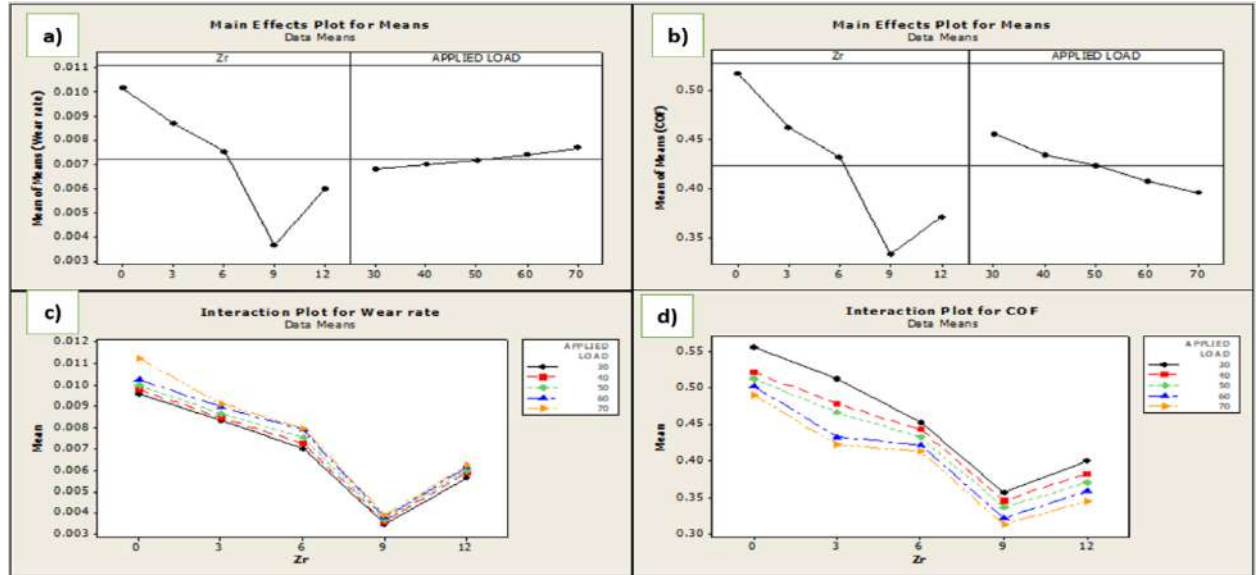 a)
Main Effects Plot for Means
Data Means
Zr
APPLIED LOAD
Mean of Means (Wear rate)
0.011
0.010
0.009
0.008
0.007
0.006
0.005
0.004
0.003
0 3 6 9 12 30 40 50 60 70
b)
Main Effects Plot for Means
Data Means
Zr
APPLIED LOAD
Mean of Means (COF)
0.50
0.45
0.40
0.35
0 3 6 9 12 30 40 50 60 70
c)
Interaction Plot for Wear rate
Data Means
Mean
0.012
0.011
0.010
0.009
0.008
0.007
0.006
0.005
0.004
0.003
0 3 6 9 12
Zr
APPLIED
LOAD
30
40
50
60
70
d)
Interaction Plot for COF
Data Means
Mean
0.55
0.50
0.45
0.40
0.35
0.30
0 3 6 9 12
Zr
APPLIED
LOAD
30
40
50
60
70